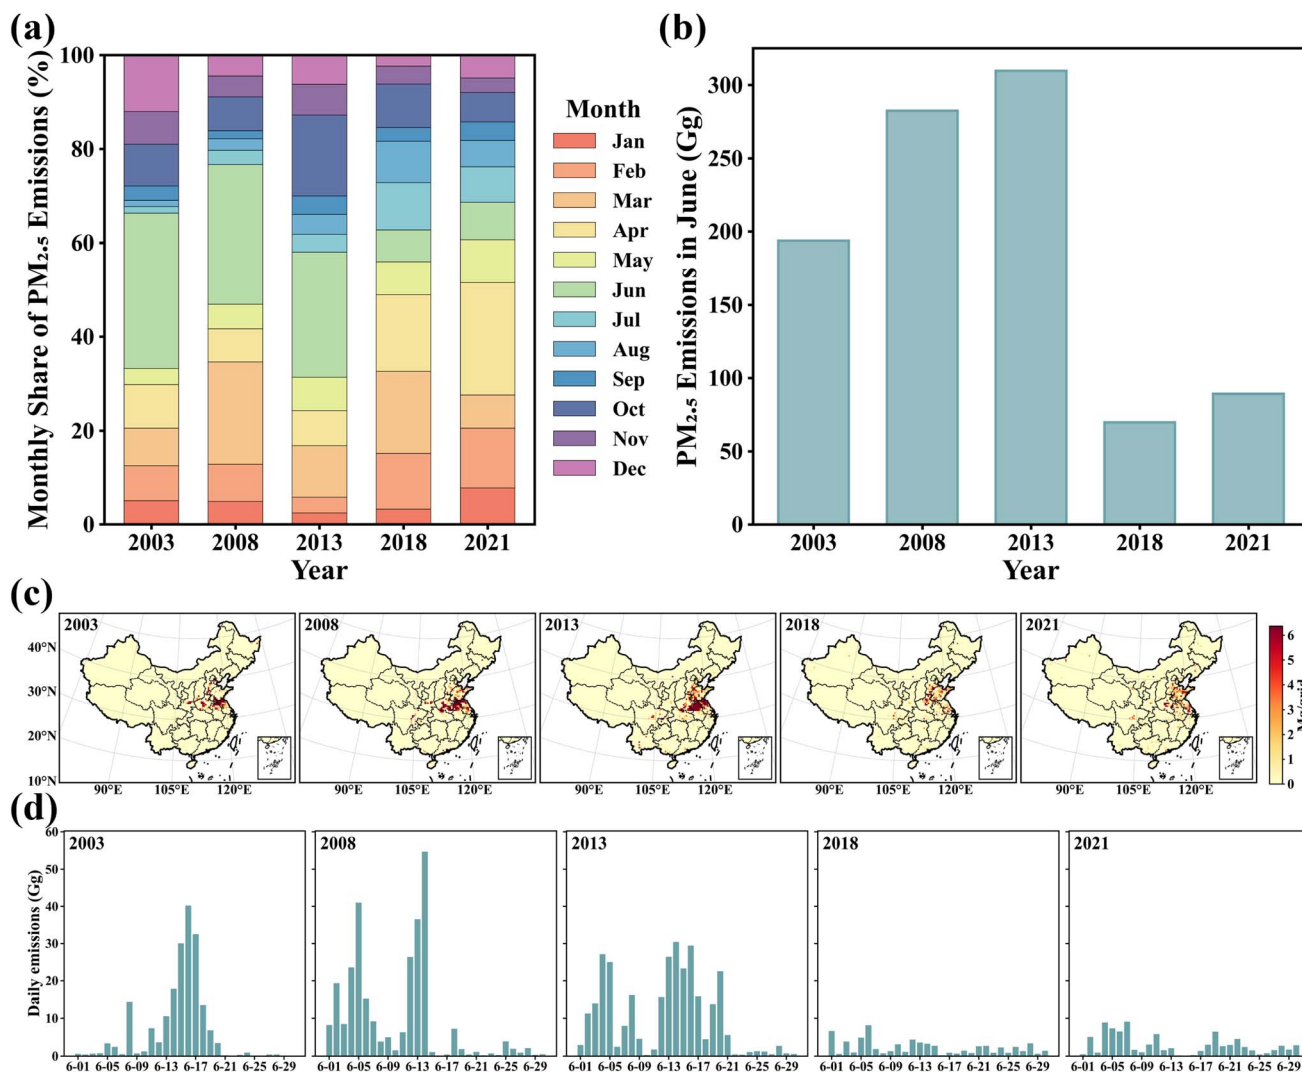 (a)
Monthly Share of PM₂.₅ Emissions (%)
100
80
60
40
20
0
2003 2008 2013 2018 2021
Year
Month
Jan
Feb
Mar
Apr
May
Jun
Jul
Aug
Sep
Oct
Nov
Dec
(b)
PM₂.₅ Emissions in June (Gg)
300
250
200
150
100
50
0
2003 2008 2013 2018 2021
Year
(c)
2003 2008 2013 2018 2021
40°N
30°N
20°N
10°N
90°E 105°E 120°E 90°E 105°E 120°E 90°E 105°E 120°E 90°E 105°E 120°E 90°E 105°E 120°E
6
5
4
3
2
1
0
(d)
Daily emissions (Gg)
60
50
40
30
20
10
0
2003 2008 2013 2018 2021
6-01 6-05 6-09 6-13 6-17 6-21 6-25 6-29 6-01 6-05 6-09 6-13 6-17 6-21 6-25 6-29 6-01 6-05 6-09 6-13 6-17 6-21 6-25 6-29 6-01 6-05 6-09 6-13 6-17 6-21 6-25 6-29 6-01 6-05 6-09 6-13 6-17 6-21 6-25 6-29